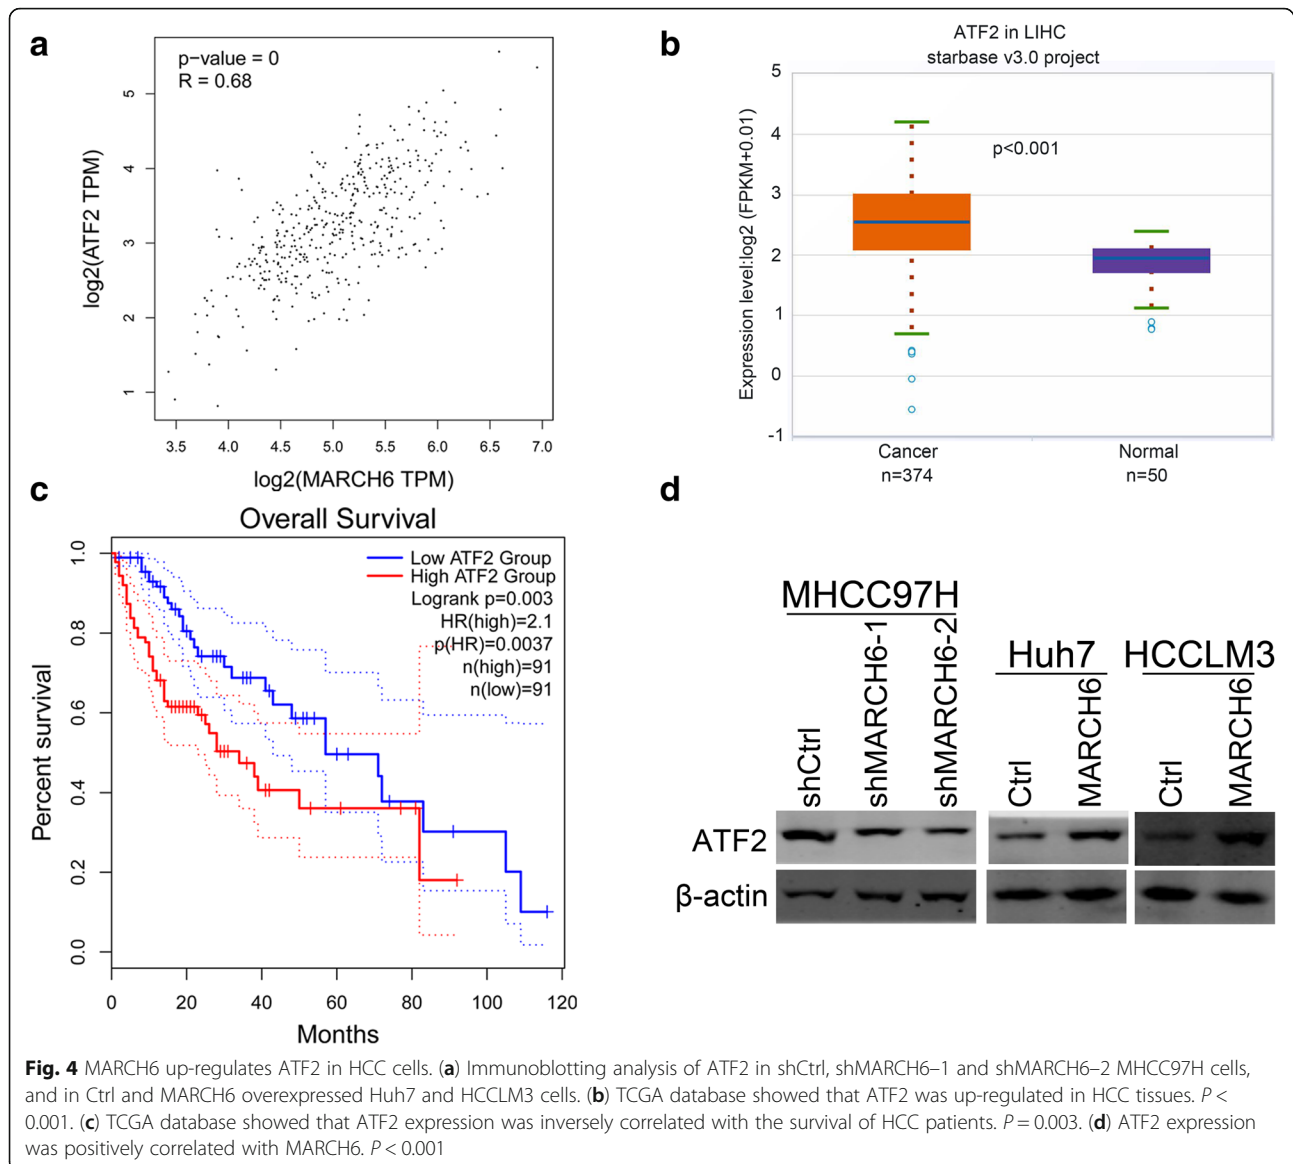 a
p−value = 0
R = 0.68
log2(ATF2 TPM)
5
4
3
2
1
3.5 4.0 4.5 5.0 5.5 6.0 6.5 7.0
log2(MARCH6 TPM)
b
ATF2 in LIHC
starbase v3.0 project
Expression level:log2 (FPKM+0.01)
5
4
3
2
1
0
-1
p<0.001
Cancer
n=374
Normal
n=50
c
Overall Survival
Low ATF2 Group
High ATF2 Group
Logrank p=0.003
HR(high)=2.1
p(HR)=0.0037
n(high)=91
n(low)=91
Percent survival
1.0
0.8
0.6
0.4
0.2
0.0
0 20 40 60 80 100 120
Months
d
MHCC97H
shCtrl
shMARCH6-1
shMARCH6-2
Huh7
Ctrl
MARCH6
HCCLM3
Ctrl
MARCH6
ATF2
β-actin
Fig. 4 MARCH6 up-regulates ATF2 in HCC cells. (a) Immunoblotting analysis of ATF2 in shCtrl, shMARCH6–1 and shMARCH6–2 MHCC97H cells,
and in Ctrl and MARCH6 overexpressed Huh7 and HCCLM3 cells. (b) TCGA database showed that ATF2 was up-regulated in HCC tissues. P <
0.001. (c) TCGA database showed that ATF2 expression was inversely correlated with the survival of HCC patients. P = 0.003. (d) ATF2 expression
was positively correlated with MARCH6. P < 0.001